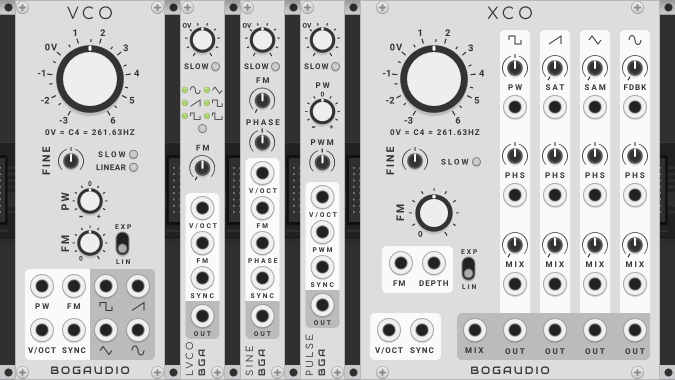 VCO
1 2
0V 3
-1 4
-2 5
-3 6
0V = C4 = 261.63HZ
FINE
SLOW
LINEAR
PW
0
- +
FM
0
EXP
LIN
PW FM
V/OCT SYNC
BOGAUDIO
0V
SLOW
FM
V/OCT
FM
SYNC
OUT
LVCO
BGA
0V
SLOW
FM
PHASE
V/OCT
FM
PHASE
SYNC
OUT
SINE
BGA
0V
SLOW
PW
0
- +
PWM
V/OCT
PWM
SYNC
OUT
PULSE
BGA
XCO
1 2
0V 3
-1 4
-2 5
-3 6
0V = C4 = 261.63HZ
FINE
SLOW
FM
0
FM DEPTH
EXP
LIN
PW SAT SAM FDBK
PHS PHS PHS PHS
MIX MIX MIX MIX
V/OCT SYNC
MIX OUT OUT OUT OUT
BOGAUDIO